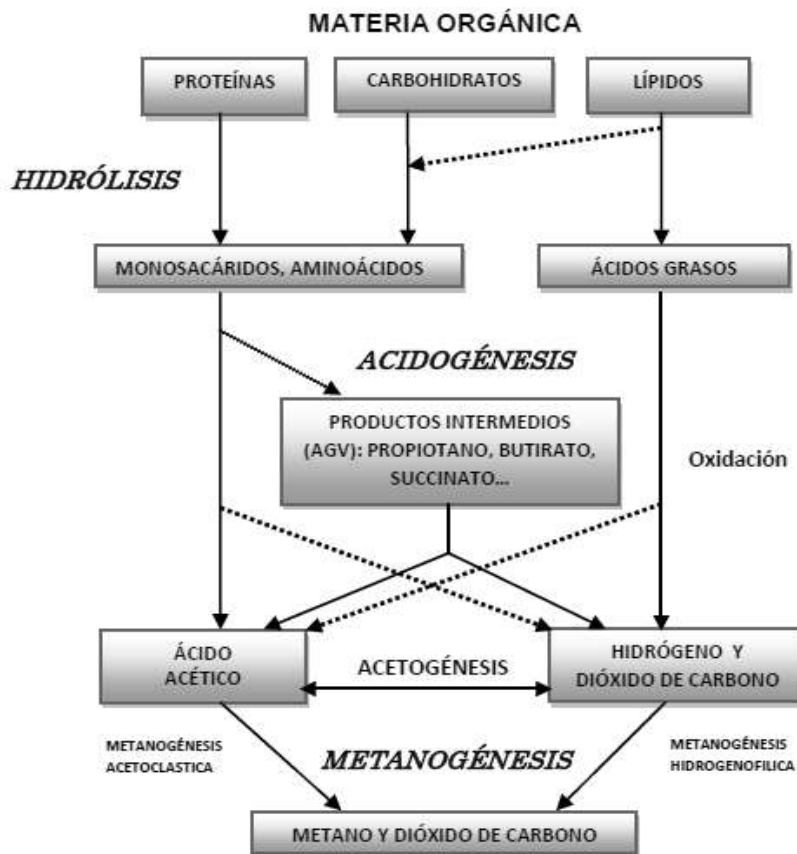 MATERIA ORGÁNICA
PROTEÍNAS
CARBOHIDRATOS
LÍPIDOS
HIDRÓLISIS
MONOSACÁRIDOS, AMINOÁCIDOS
ÁCIDOS GRASOS
ACIDOGÉNESIS
PRODUCTOS INTERMEDIOS
(AGV): PROPIOTANO, BUTIRATO,
SUCCINATO...
Oxidación
ÁCIDO
ACÉTICO
ACETOGÉNESIS
HIDRÓGENO Y
DIÓXIDO DE CARBONO
METANOGÉNESIS
ACETOCLASTICA
METANOGÉNESIS
METANOGÉNESIS
HIDROGENOFILICA
METANO Y DIÓXIDO DE CARBONO